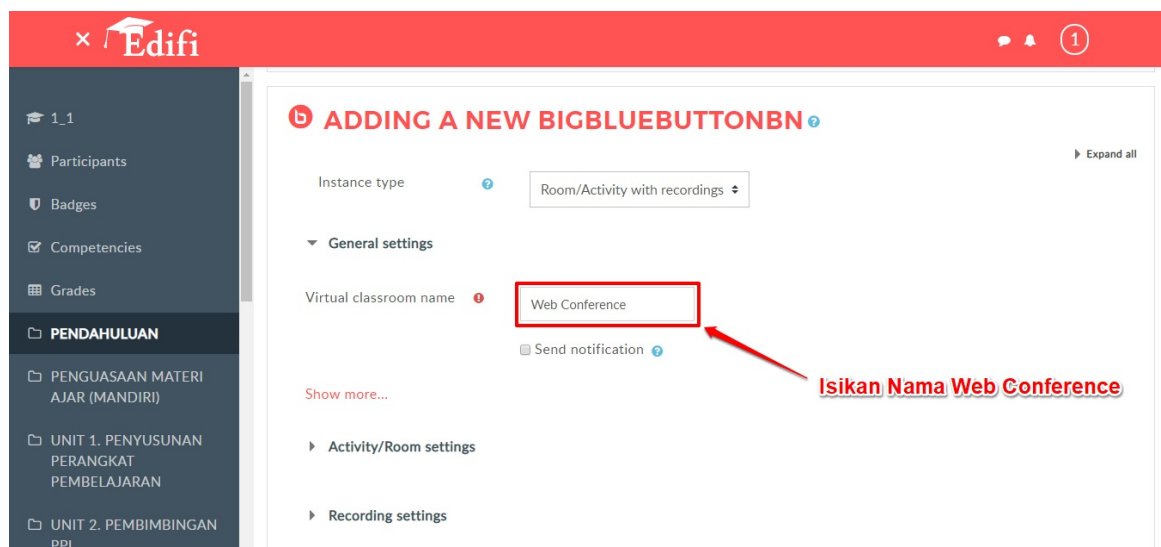 × Edifi
1
1_1
Participants
Badges
Competencies
Grades
PENDAHULUAN
PENGUASAAN MATERI
AJAR (MANDIRI)
UNIT 1. PENYUSUNAN
PERANGKAT
PEMBELAJARAN
UNIT 2. PEMBIMBINGAN
PPL
b ADDING A NEW BIGBLUEBUTTONBN ?
Expand all
Instance type ? Room/Activity with recordings
General settings
Virtual classroom name ! Web Conference
Send notification ?
Isikan Nama Web Conference
Show more...
Activity/Room settings
Recording settings